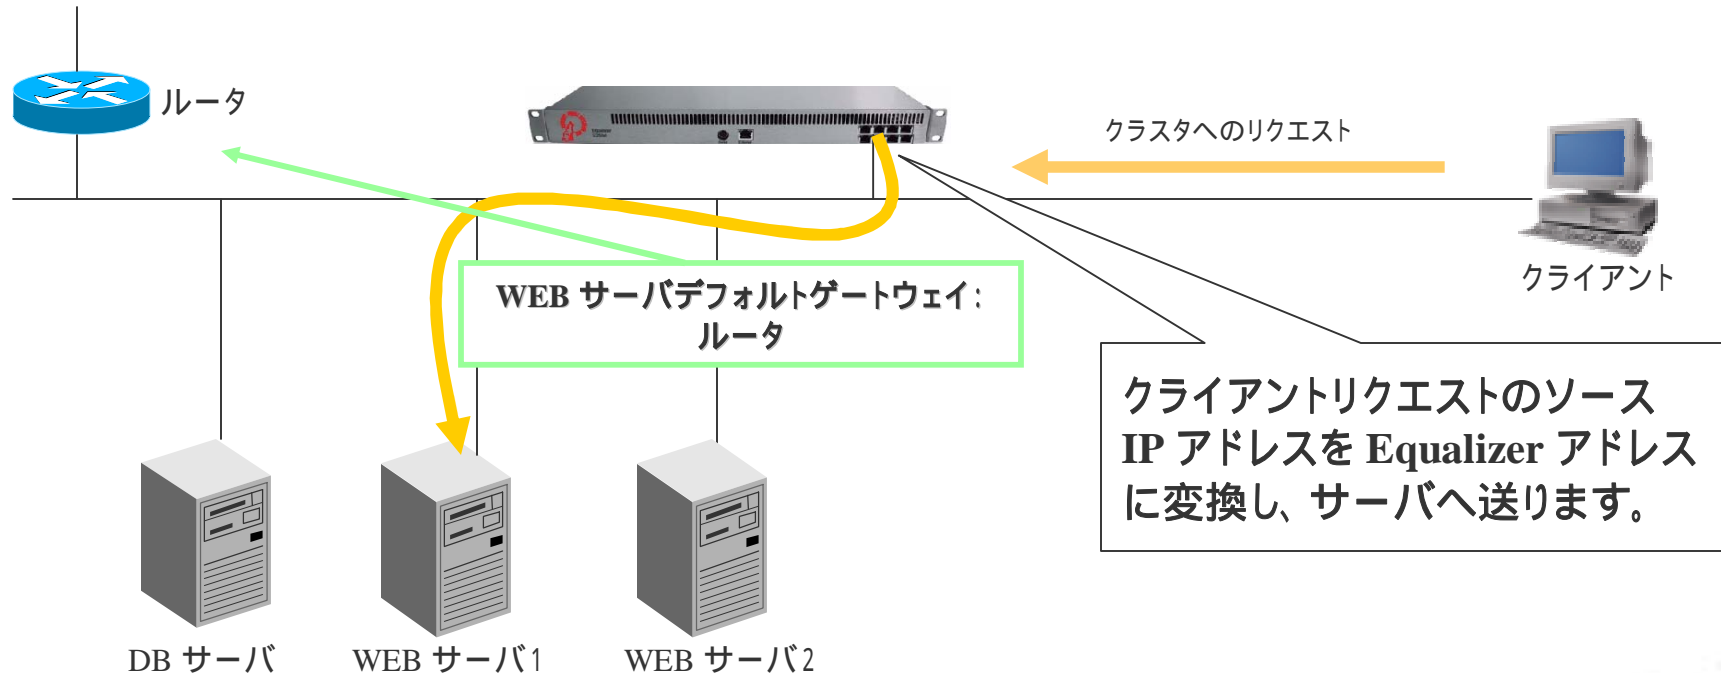 ルータ
クラスタへのリクエスト
クライアント
WEB サーバデフォルトゲートウェイ:
ルータ
クライアントリクエストのソース
IP アドレスを Equalizer アドレス
に変換し、サーバへ送ります。
DB サーバ
WEB サーバ1
WEB サーバ2